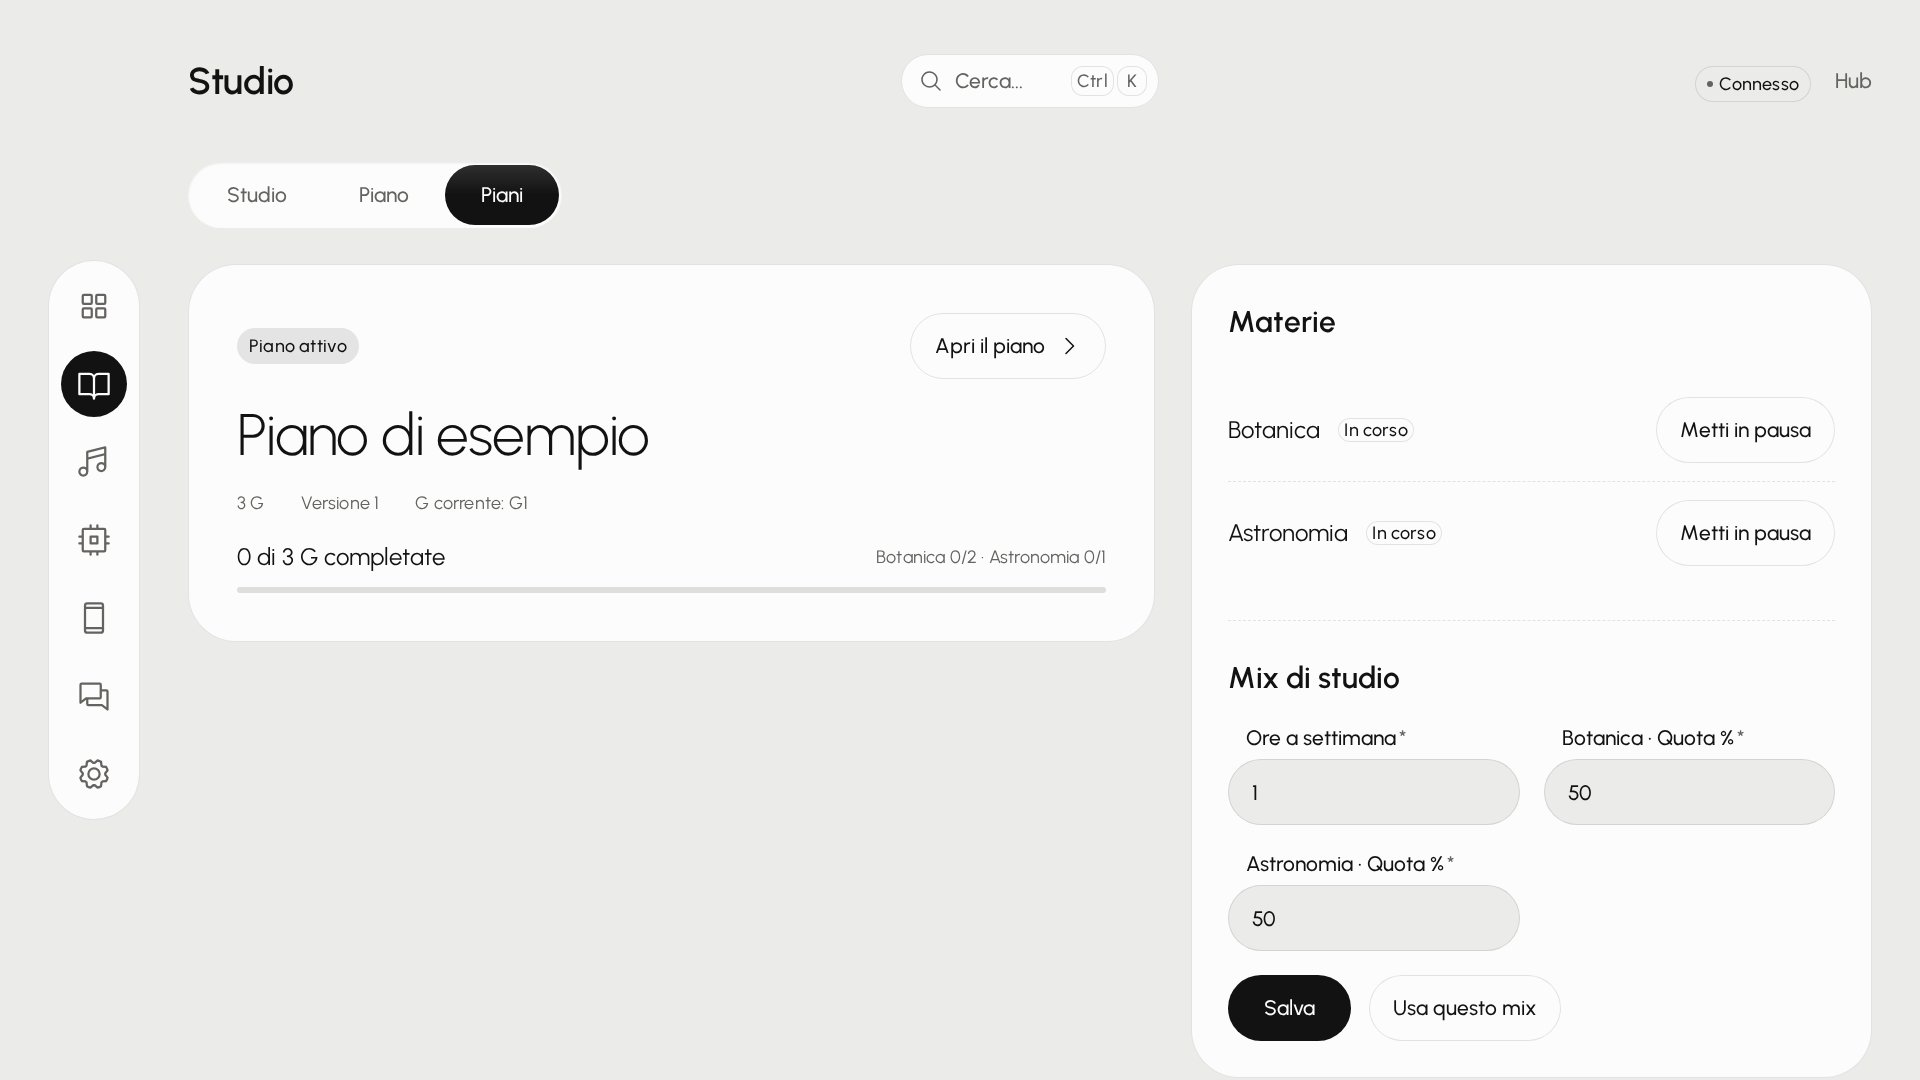 Studio
Cerca...
Ctrl K
Connesso
Hub
Studio
Piano
Piani
Piano attivo
Apri il piano
Piano di esempio
3 G
Versione 1
G corrente: G1
0 di 3 G completate
Botanica 0/2 · Astronomia 0/1
Materie
Botanica
In corso
Metti in pausa
Astronomia
In corso
Metti in pausa
Mix di studio
Ore a settimana *
Botanica · Quota % *
1
50
Astronomia · Quota % *
50
Salva
Usa questo mix